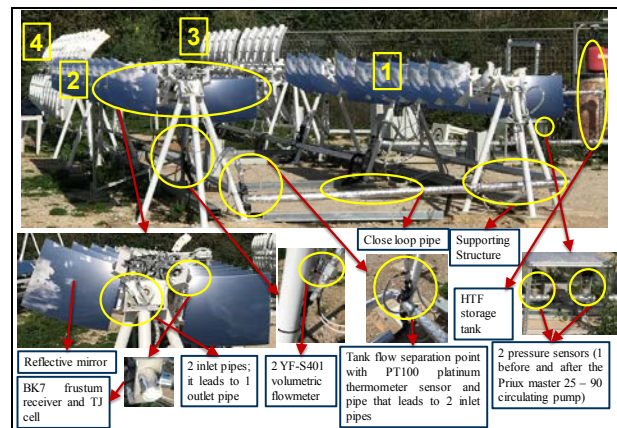 4
3
2
1
Close loop pipe
Supporting
Structure
HTF
storage
tank
Reflective mirror
BK7 frustum
receiver and TJ
cell
2 inlet pipes;
it leads to 1
outlet pipe
2 YF-S401
volumetric
flowmeter
Tank flow separation point
with PT100 platinum
thermometer sensor and
pipe that leads to 2 inlet
pipes
2 pressure sensors (1
before and after the
Priux master 25 – 90
circulating pump)